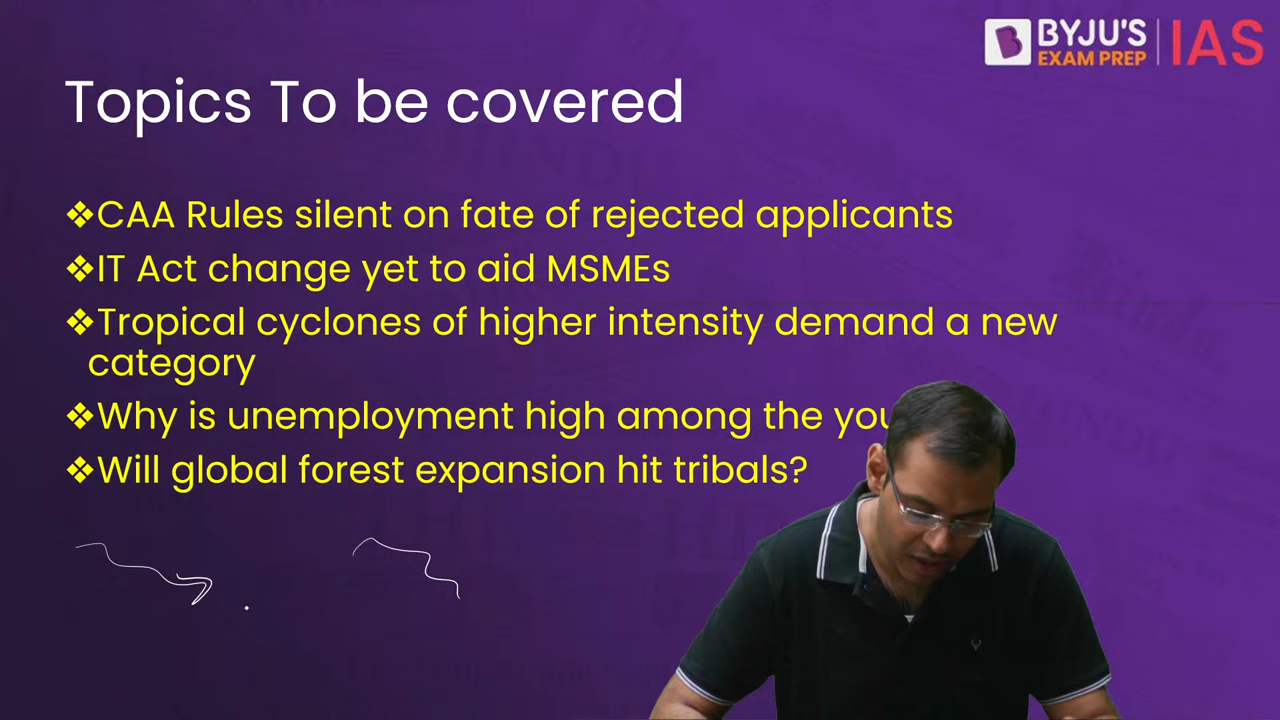 BYJU'S
EXAM PREP
IAS
Topics To be covered
❖CAA Rules silent on fate of rejected applicants
❖IT Act change yet to aid MSMEs
❖Tropical cyclones of higher intensity demand a new
category
❖Why is unemployment high among the
❖Will global forest expansion hit tribals?